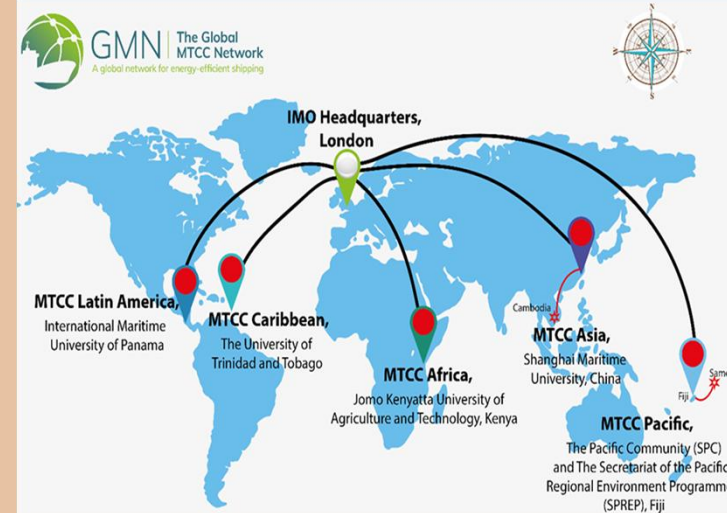 GMN
The Global
MTCC Network
A global network for energy-efficient shipping
N
S
IMO Headquarters,
London
MTCC Latin America,
International Maritime
University of Panama
MTCC Caribbean,
The University of
Trinidad and Tobago
MTCC Africa,
Jomo Kenyatta University of
Agriculture and Technology, Kenya
Cambodia
MTCC Asia,
Shanghai Maritime
University, China
Same
Fiji
MTCC Pacific,
The Pacific Community (SPC)
and The Secretariat of the Pacific
Regional Environment Programme
(SPREP), Fiji